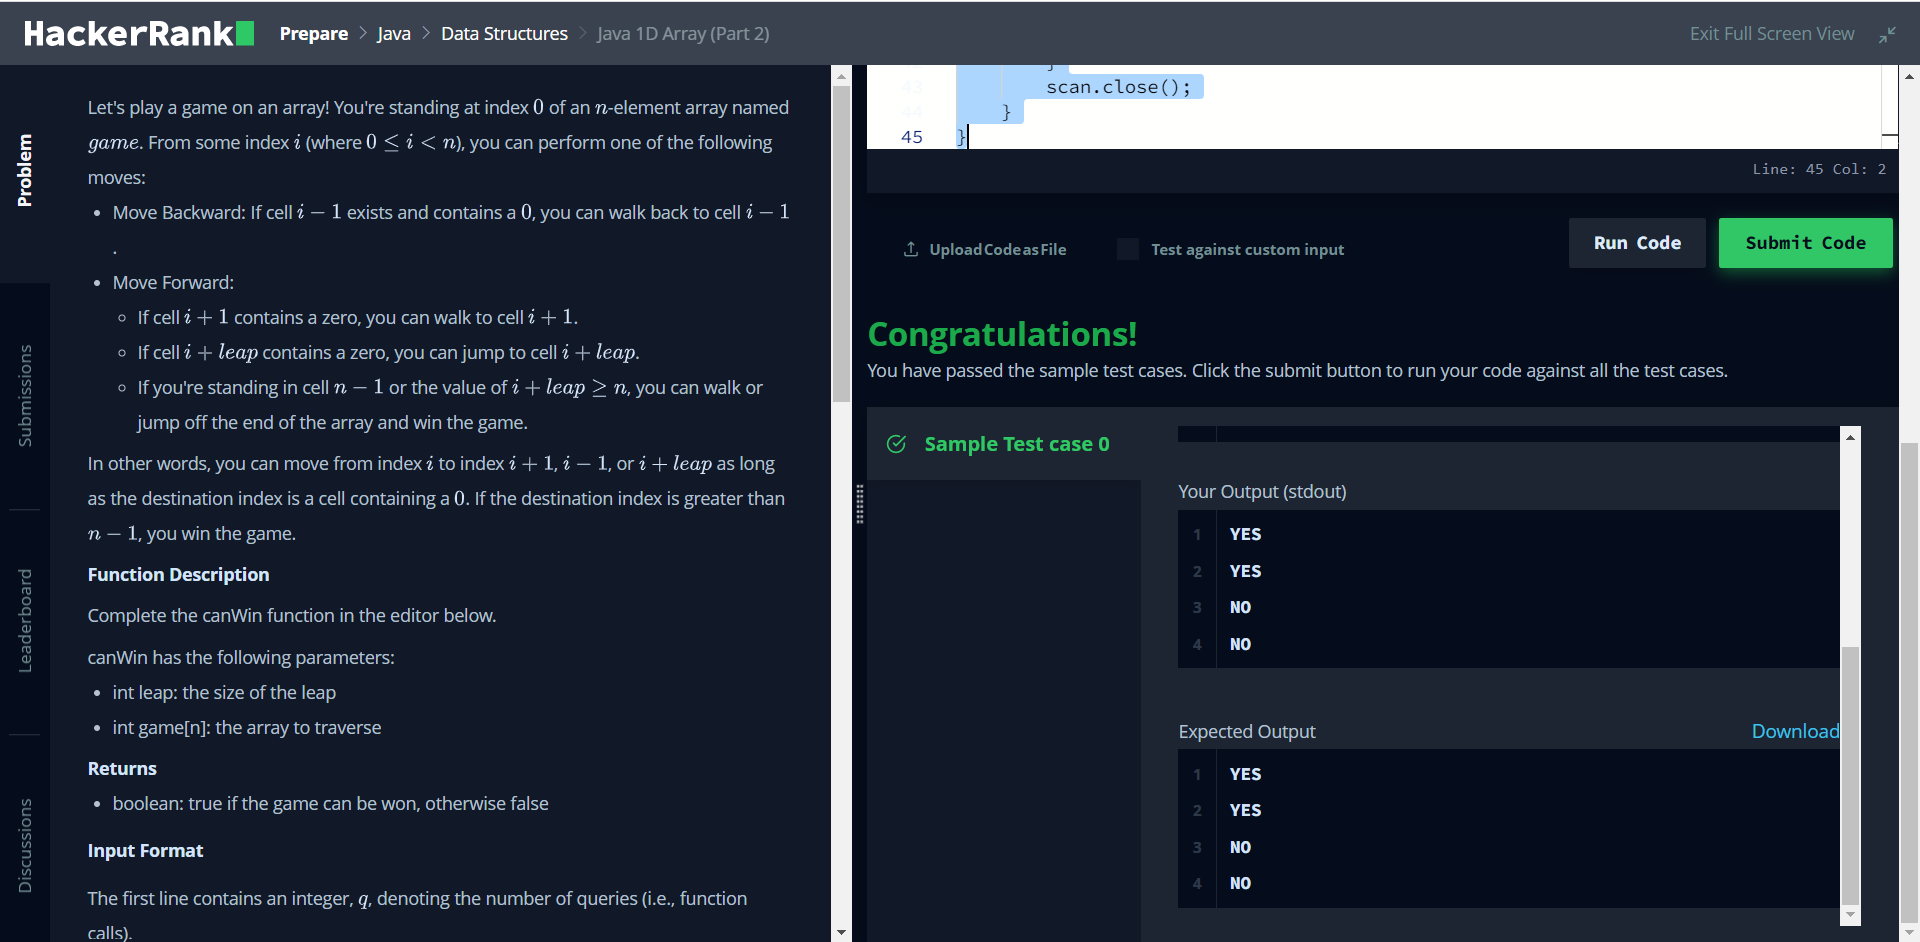 HackerRank Prepare > Java > Data Structures > Java 1D Array (Part 2) Exit Full Screen View
Problem
Submissions
Leaderboard
Discussions
Let's play a game on an array! You're standing at index 0 of an n-element array named
game. From some index i (where 0 ≤ i < n), you can perform one of the following
moves:
• Move Backward: If cell i − 1 exists and contains a 0, you can walk back to cell i − 1
.
• Move Forward:
◦ If cell i + 1 contains a zero, you can walk to cell i + 1.
◦ If cell i + leap contains a zero, you can jump to cell i + leap.
◦ If you're standing in cell n − 1 or the value of i + leap ≥ n, you can walk or
jump off the end of the array and win the game.
In other words, you can move from index i to index i + 1, i − 1, or i + leap as long
as the destination index is a cell containing a 0. If the destination index is greater than
n − 1, you win the game.
Function Description
Complete the canWin function in the editor below.
canWin has the following parameters:
• int leap: the size of the leap
• int game[n]: the array to traverse
Returns
• boolean: true if the game can be won, otherwise false
Input Format
The first line contains an integer, q, denoting the number of queries (i.e., function
calls).
}
43 scan.close();
44 }
45 }
Line: 45 Col: 2
Upload Code as File Test against custom input Run Code Submit Code
Congratulations!
You have passed the sample test cases. Click the submit button to run your code against all the test cases.
Sample Test case 0
Your Output (stdout)
1 YES
2 YES
3 NO
4 NO
Expected Output Download
1 YES
2 YES
3 NO
4 NO